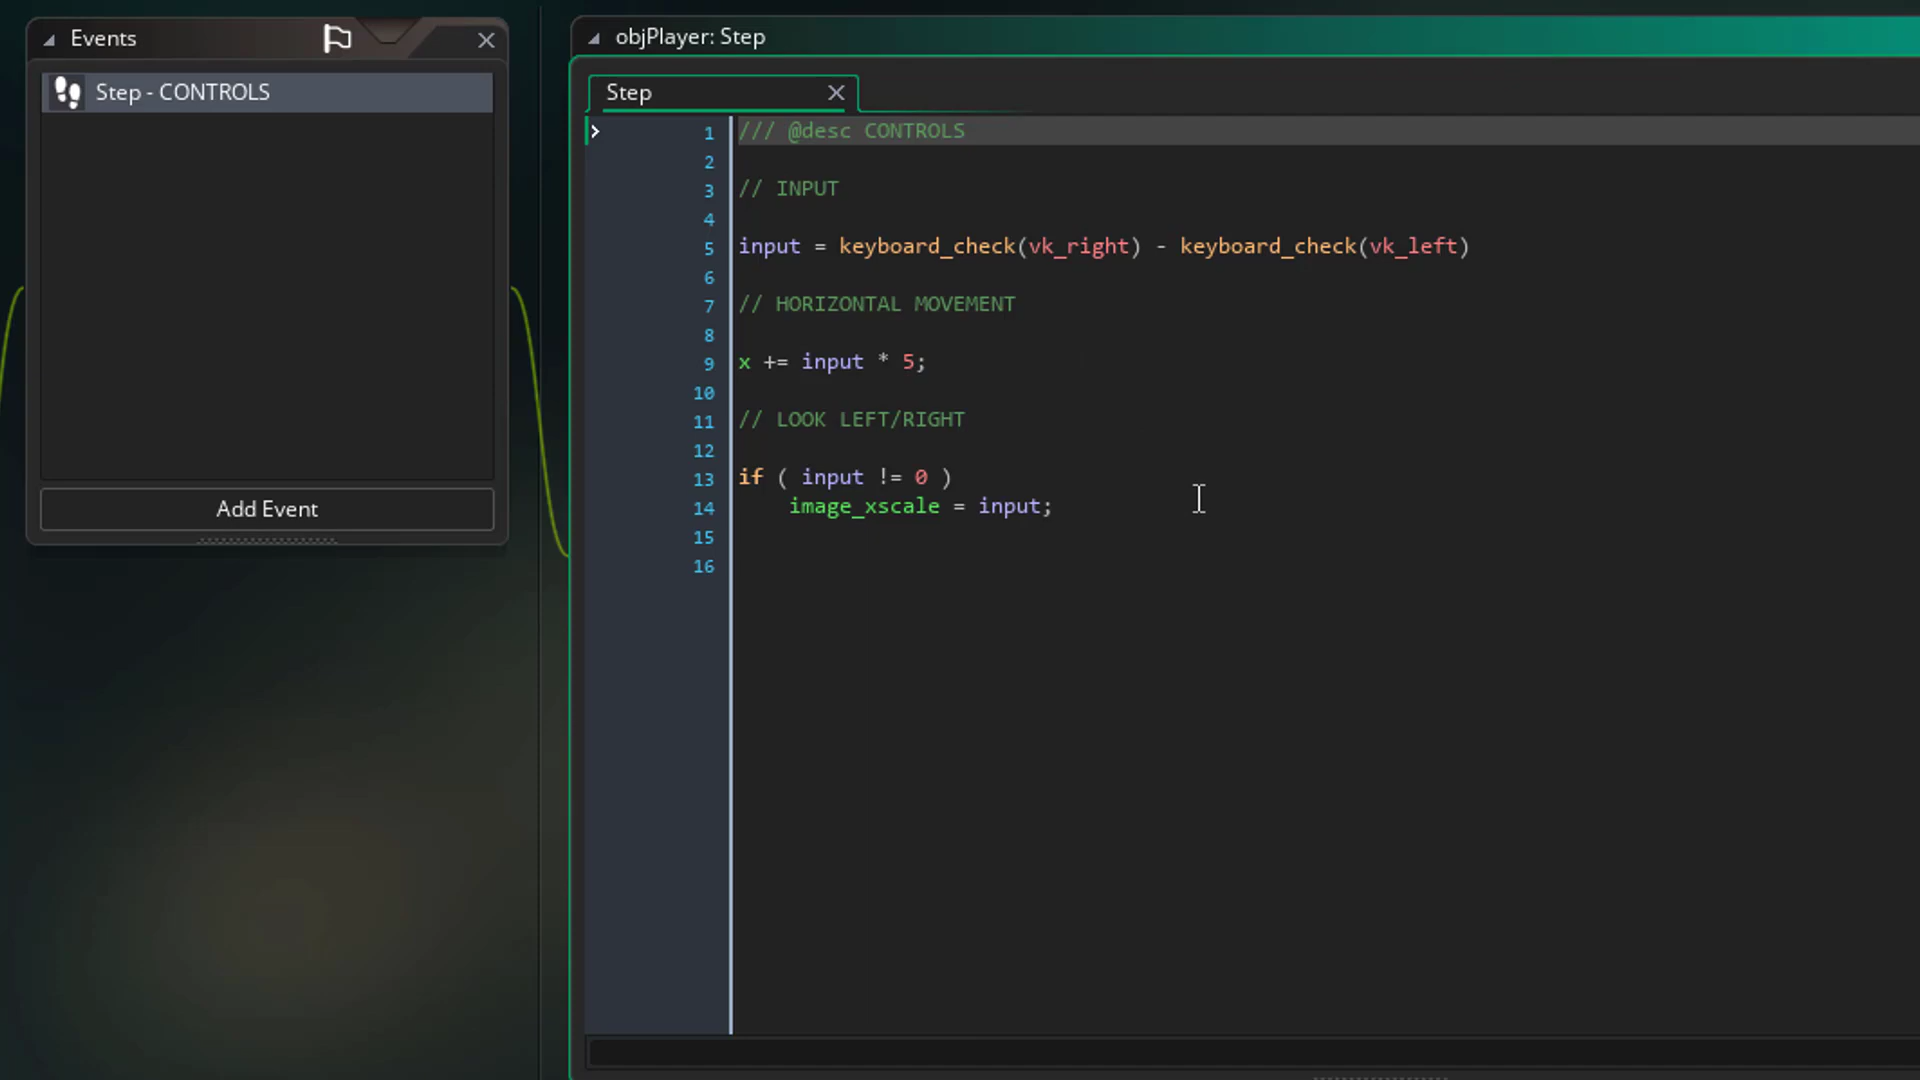 Events
Step - CONTROLS
Add Event
objPlayer: Step
Step
1 /// @desc CONTROLS
2
3 // INPUT
4
5 input = keyboard_check(vk_right) - keyboard_check(vk_left)
6
7 // HORIZONTAL MOVEMENT
8
9 x += input * 5;
10
11 // LOOK LEFT/RIGHT
12
13 if ( input != 0 )
14 image_xscale = input;
15
16